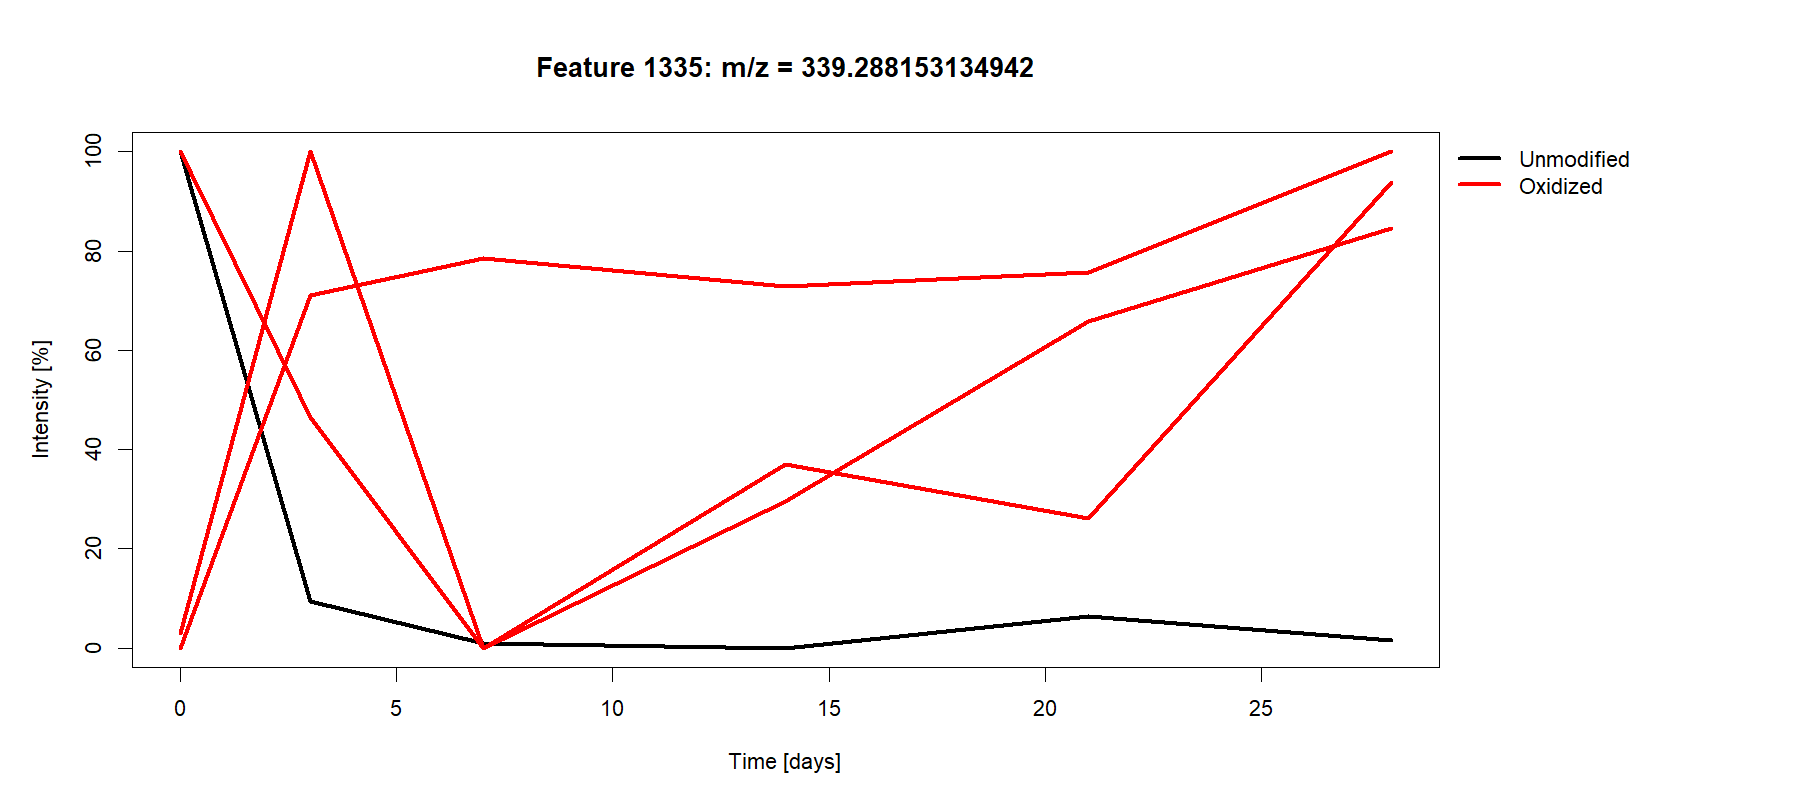 Feature 1335: m/z = 339.288153134942
Unmodified
Oxidized
Intensity [%]
100
80
60
40
20
0
0 5 10 15 20 25
Time [days]